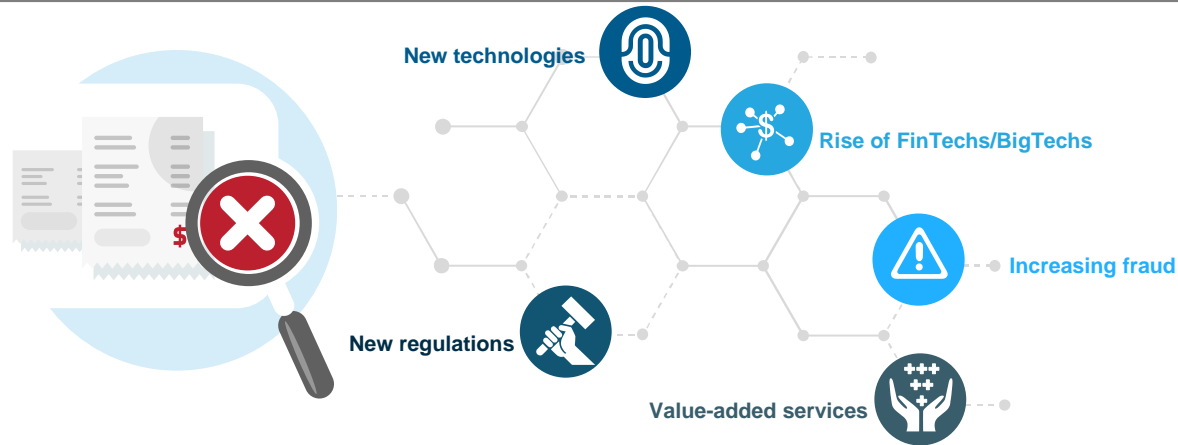 New technologies
$
Rise of FinTechs/BigTechs
$
Increasing fraud
New regulations
Value-added services